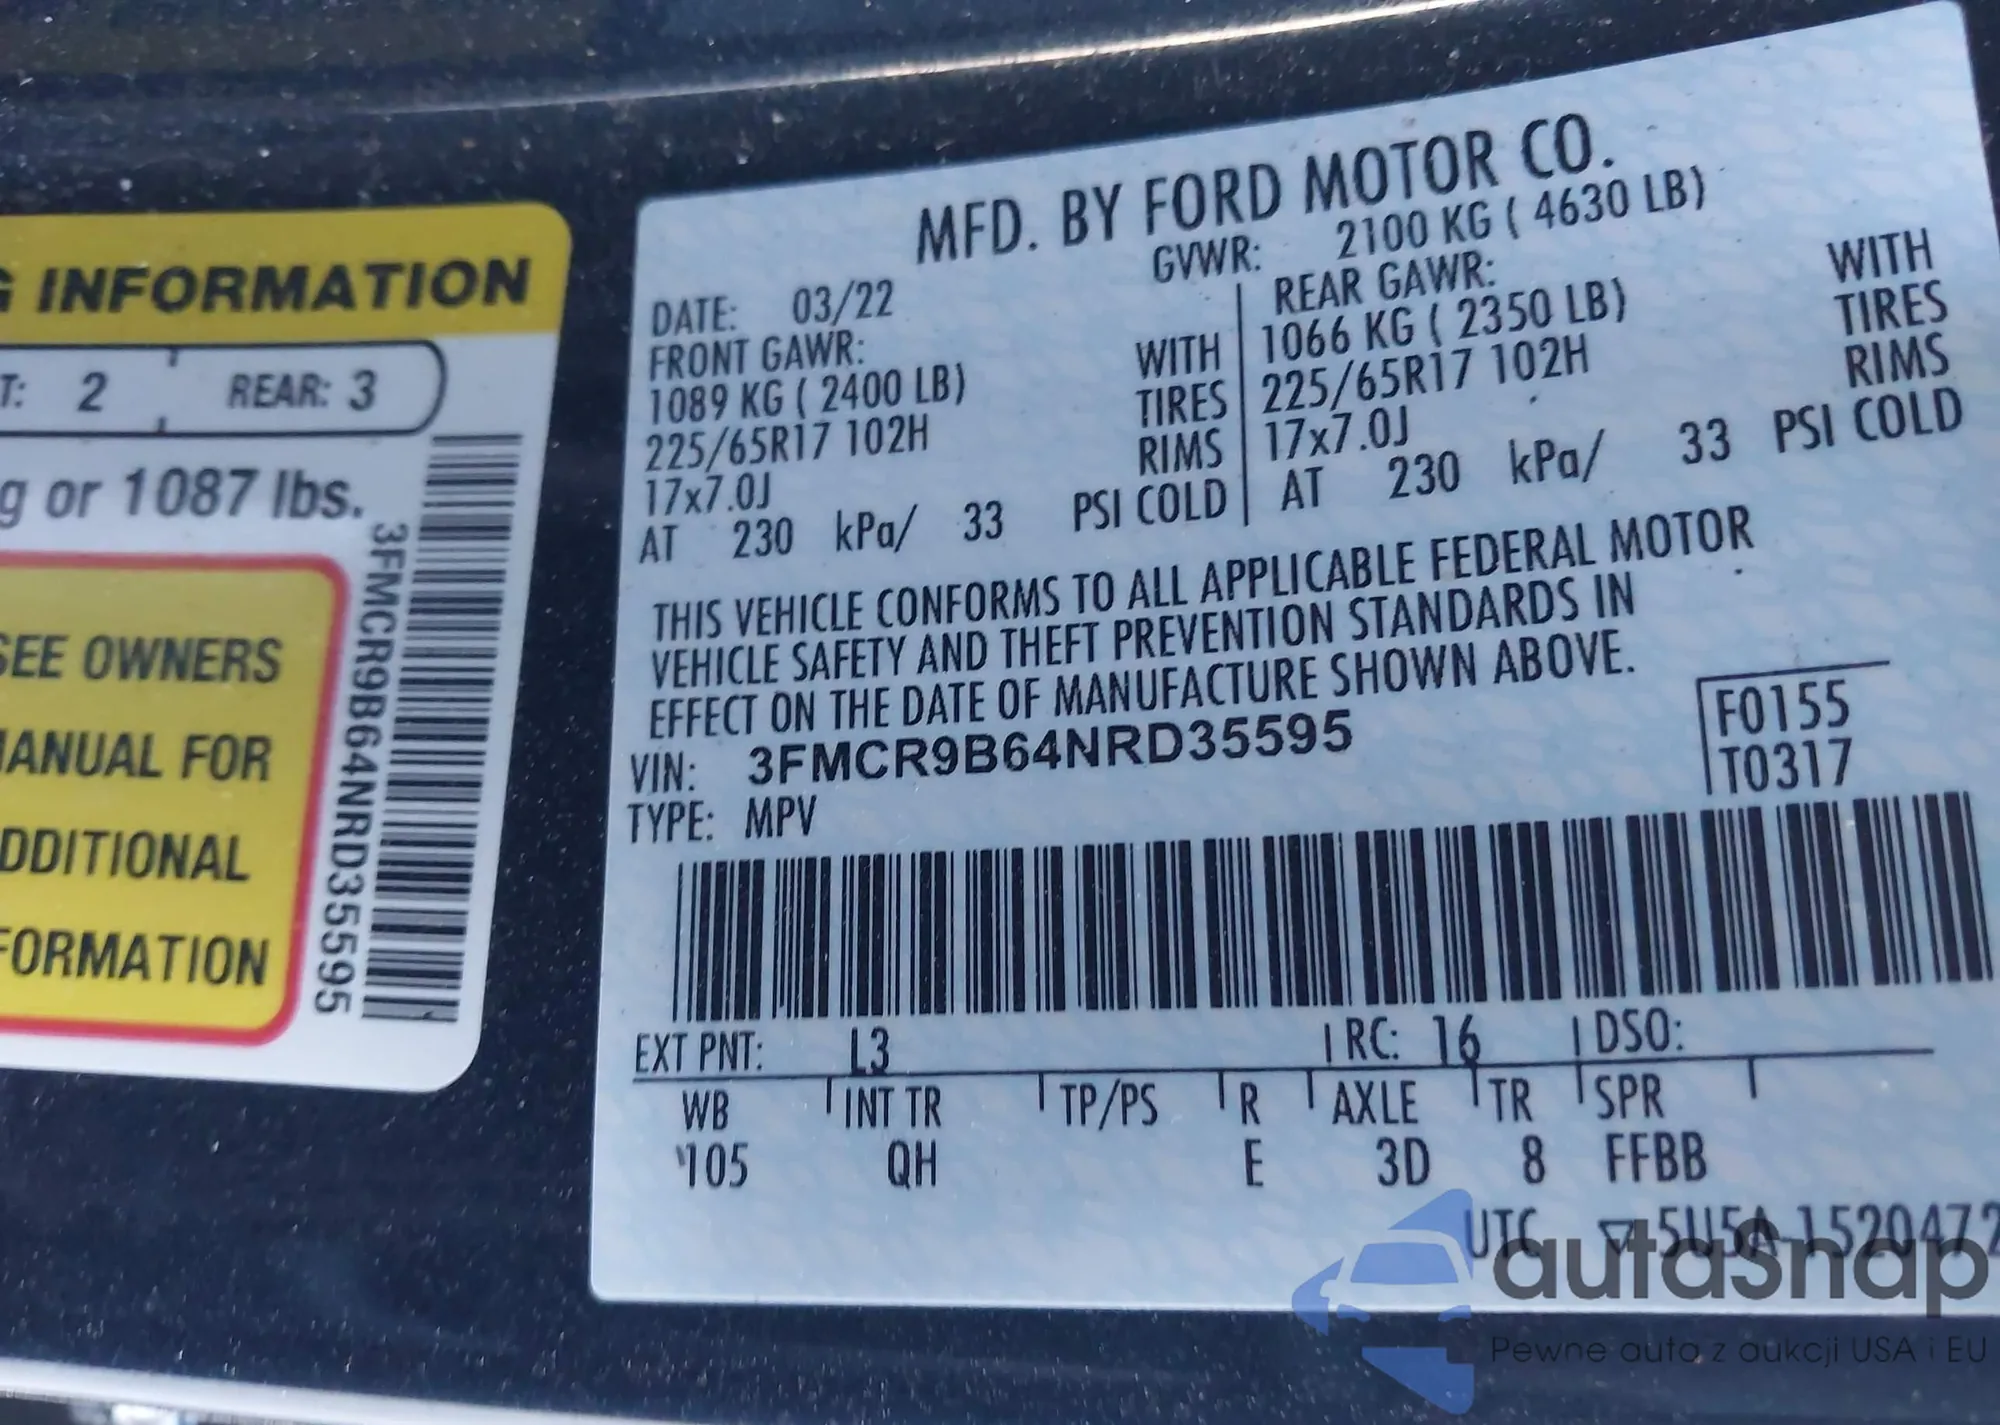 INFORMATION
T: 2 REAR: 3
g or 1087 lbs.
SEE OWNERS
MANUAL FOR
ADDITIONAL
INFORMATION
3FMCR9B64NRD35595
MFD. BY FORD MOTOR CO.
GVWR: 2100 KG ( 4630 LB)
DATE: 03/22
FRONT GAWR:
1089 KG ( 2400 LB) WITH
225/65R17 102H TIRES
17x7.0J RIMS
AT 230 kPa/ 33 PSI COLD
REAR GAWR:
1066 KG ( 2350 LB) WITH
225/65R17 102H TIRES
17x7.0J RIMS
AT 230 kPa/ 33 PSI COLD
THIS VEHICLE CONFORMS TO ALL APPLICABLE FEDERAL MOTOR
VEHICLE SAFETY AND THEFT PREVENTION STANDARDS IN
EFFECT ON THE DATE OF MANUFACTURE SHOWN ABOVE.
VIN: 3FMCR9B64NRD35595
TYPE: MPV
F0155
T0317
EXT PNT: L3 RC: 16 DSO:
WB INT TR TP/PS R AXLE TR SPR
105 QH E 3D 8 FFBB
UTC 5U5A-1520472
autasnap
Pewne auta z aukcji USA i EU